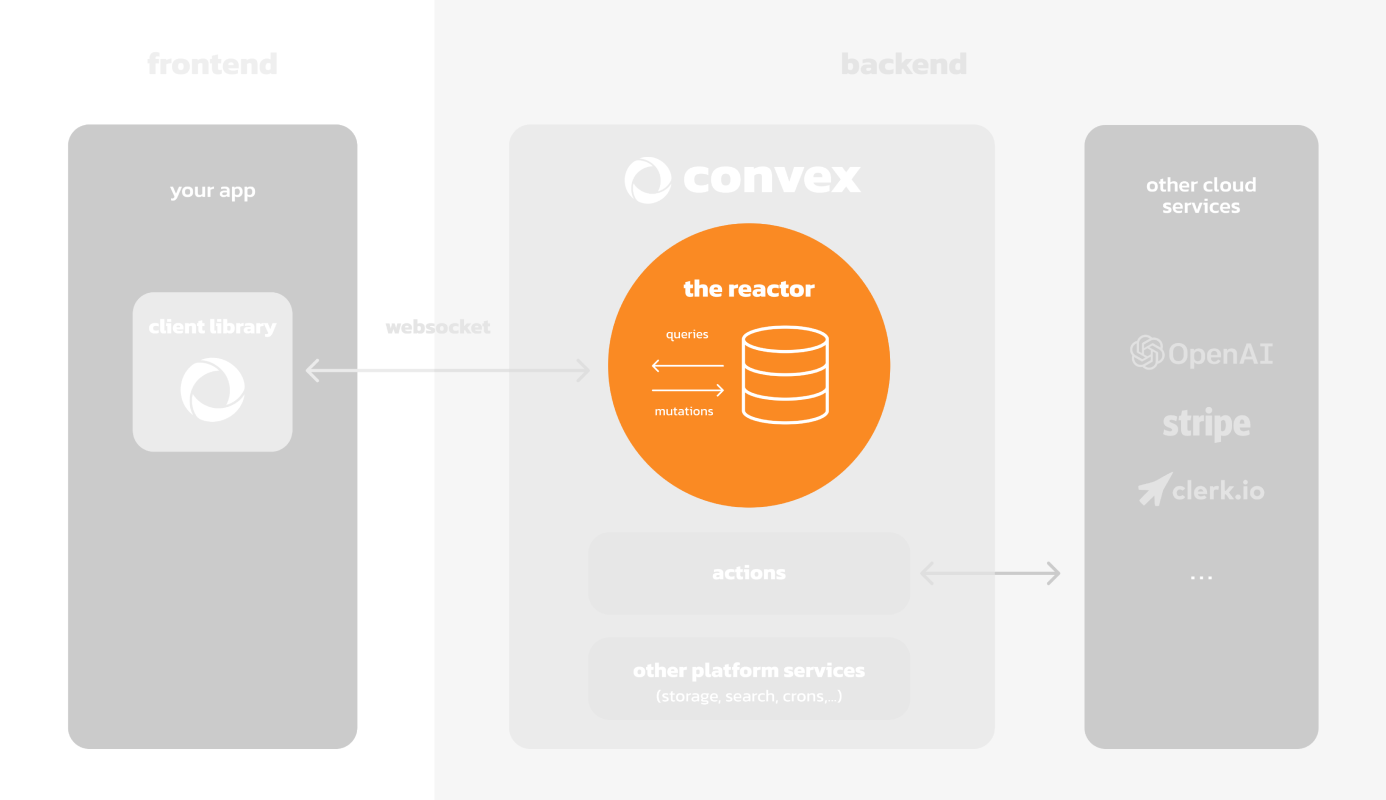 frontend
backend
your app
client library
websocket
convex
the reactor
queries
mutations
actions
other platform services
(storage, search, crons,...)
other cloud
services
OpenAI
stripe
clerk.io
...